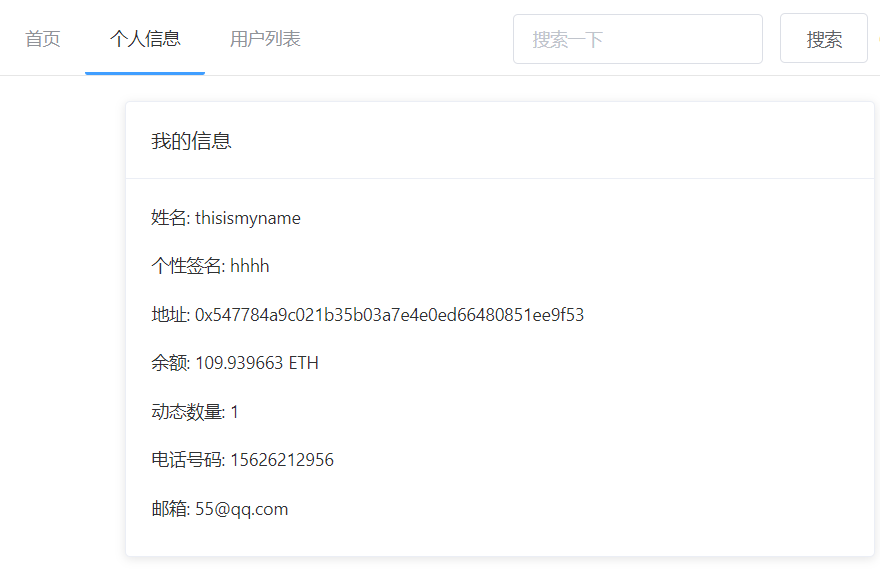 首页 个人信息 用户列表 搜索一下 搜索
我的信息
姓名: thisismyname
个性签名: hhhh
地址: 0x547784a9c021b35b03a7e4e0ed66480851ee9f53
余额: 109.939663 ETH
动态数量: 1
电话号码: 15626212956
邮箱: 55@qq.com